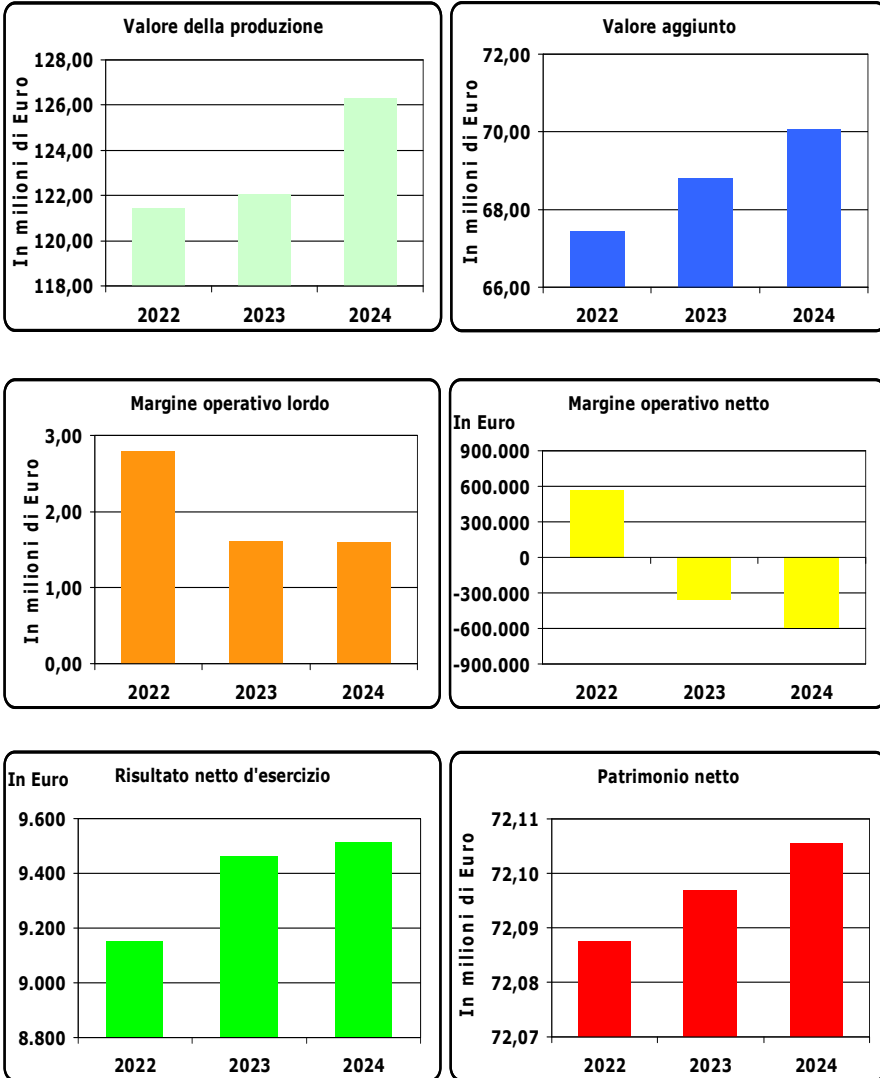 Valore della produzione
In milioni di Euro
128,00
126,00
124,00
122,00
120,00
118,00
2022 2023 2024
Valore aggiunto
In milioni di Euro
72,00
70,00
68,00
66,00
2022 2023 2024
Margine operativo lordo
In milioni di Euro
3,00
2,00
1,00
0,00
2022 2023 2024
Margine operativo netto
In Euro
900.000
600.000
300.000
0
-300.000
-600.000
-900.000
2022 2023 2024
Risultato netto d'esercizio
In Euro
9.600
9.400
9.200
9.000
8.800
2022 2023 2024
Patrimonio netto
In milioni di Euro
72,11
72,10
72,09
72,08
72,07
2022 2023 2024